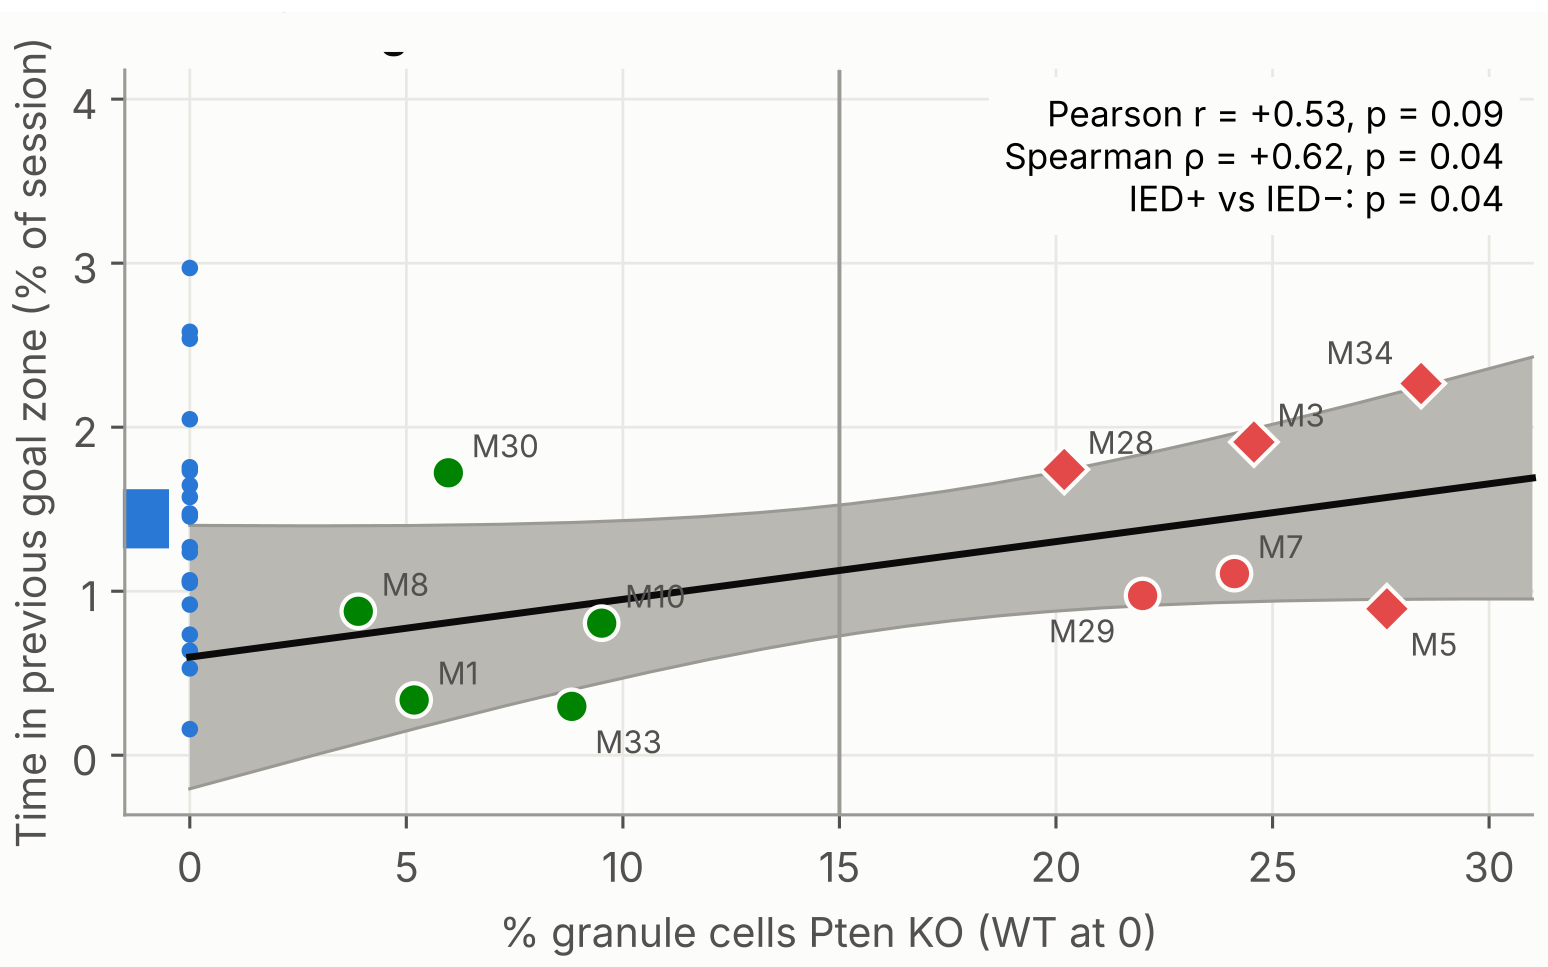 Time in previous goal zone (% of session)
4
3
2
1
0
Pearson r = +0.53, p = 0.09
Spearman ρ = +0.62, p = 0.04
IED+ vs IED−: p = 0.04
M34
M3
M28
M30
M7
M8
M10
M29
M5
M1
M33
0 5 10 15 20 25 30
% granule cells Pten KO (WT at 0)